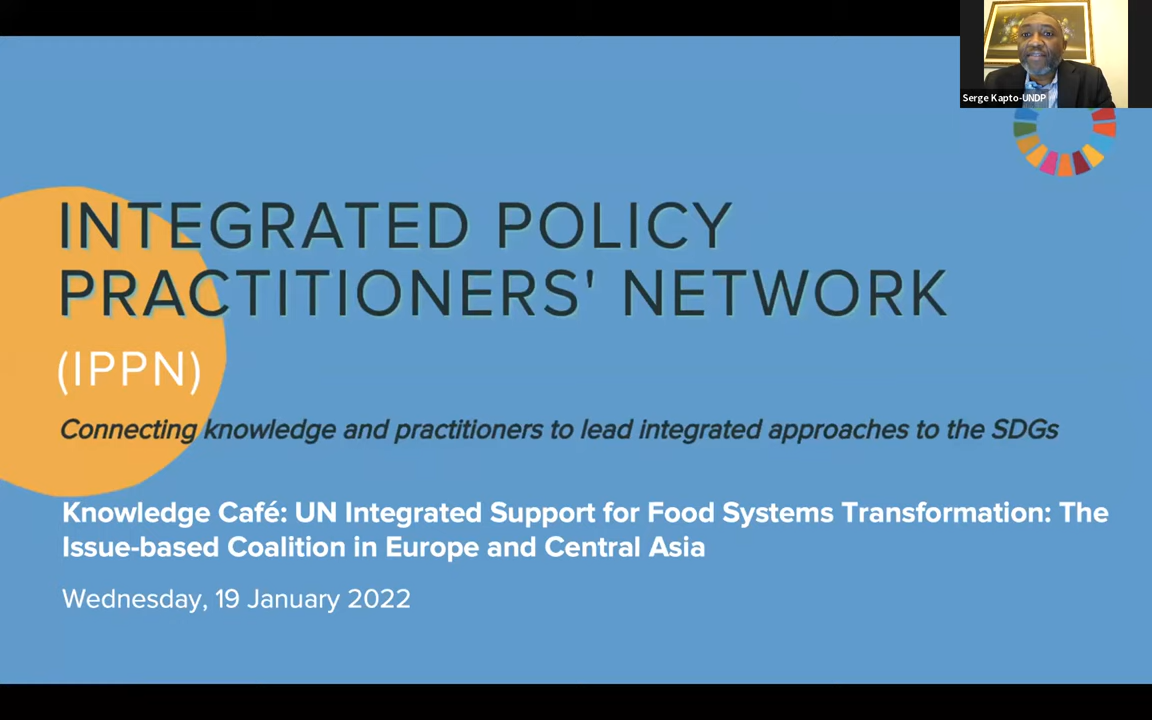 Serge Kapto-UNDP
INTEGRATED POLICY
PRACTITIONERS' NETWORK
(IPPN)
Connecting knowledge and practitioners to lead integrated approaches to the SDGs
Knowledge Café: UN Integrated Support for Food Systems Transformation: The
Issue-based Coalition in Europe and Central Asia
Wednesday, 19 January 2022